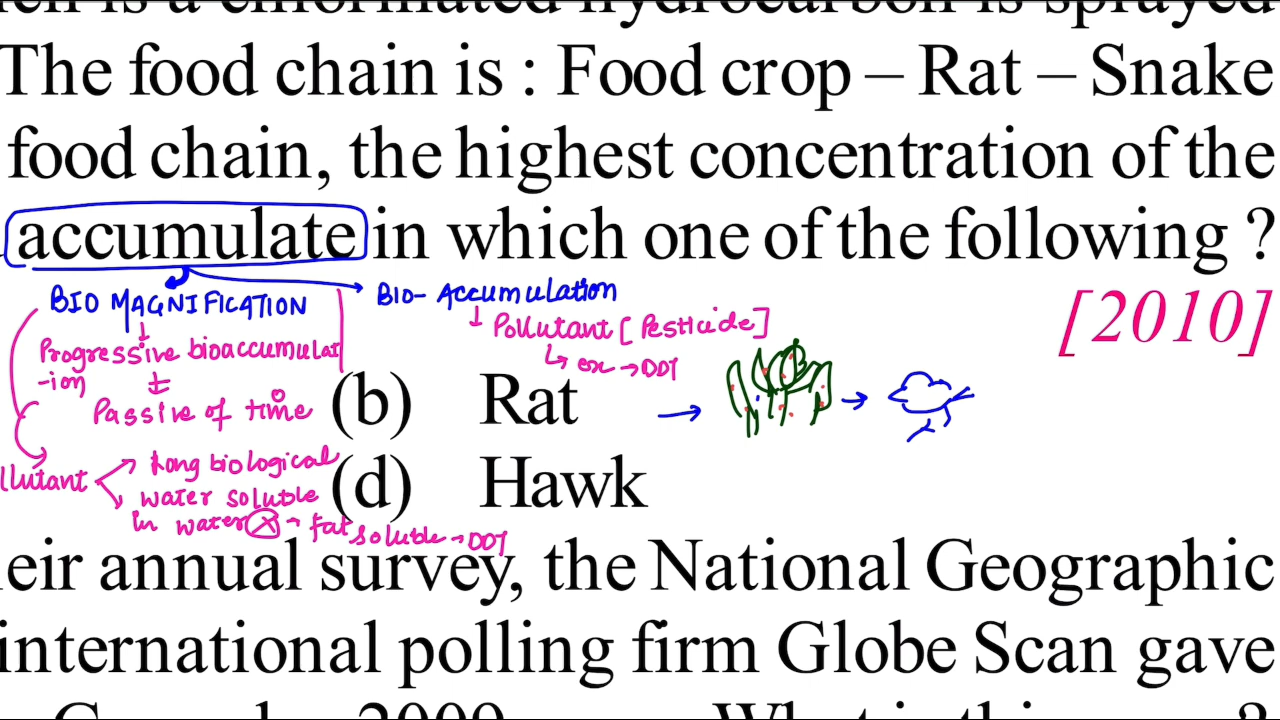 The food chain is : Food crop – Rat – Snake
food chain, the highest concentration of the
accumulate in which one of the following ?
BIO MAGNIFICATION
BIO- ACCUMULATION
[2010]
Pollutant [Pesticide]
Progressive bioaccumulat
-ion
ex → DDT
±
Passive of time
(b) Rat
llutant
long biological
water soluble
(d) Hawk
in water
fat soluble → DDT
eir annual survey, the National Geographic
international polling firm Globe Scan gave